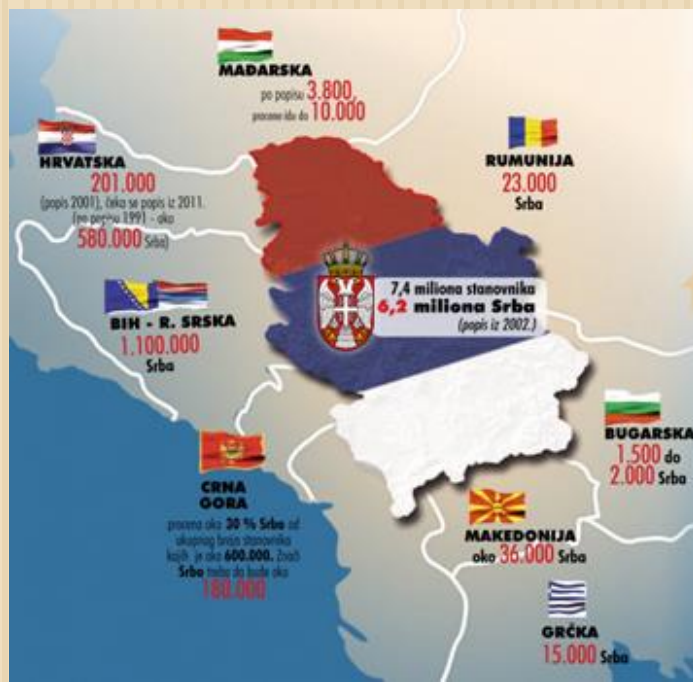 MAĐARSKA
po popisu 3.800,
procene idu do 10.000
HRVATSKA
201.000
(popis 2001), čeka se popis iz 2011.
(po popisu 1991 - oko
580.000 Srba)
RUMUNIJA
23.000
Srba
7,4 miliona stanovnika
6,2 miliona Srba
(popis iz 2002.)
BIH - R. SRSKA
1.100.000
Srba
BUGARSKA
1.500 do
2.000 Srba
CRNA
GORA
procena oko 30 % Srba od
ukupnog broja stanovnika
kojih je oko 600.000. Znači
Srba treba da bude oko
180.000
MAKEDONIJA
oko 36.000 Srba
GRČKA
15.000 Srba